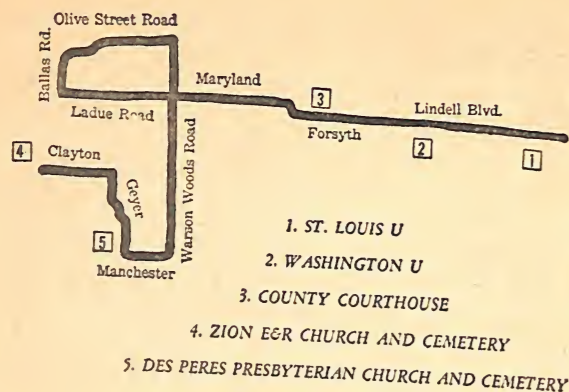 Olive Street Road
Ballas Rd.
Maryland
3
Lindell Blvd.
Ladue Road
Forsyth
4
Clayton
2
1
Geyer
Warson Woods Road
5
Manchester
1. ST. LOUIS U
2. WASHINGTON U
3. COUNTY COURTHOUSE
4. ZION E&R CHURCH AND CEMETERY
5. DES PERES PRESBYTERIAN CHURCH AND CEMETERY